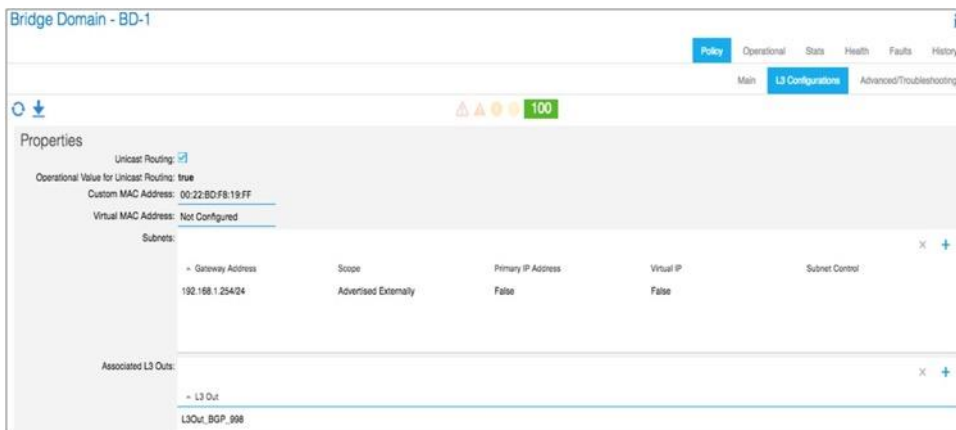 Bridge Domain - BD-1
Policy Operational Stats Health Faults History
Main L3 Configurations Advanced/Troubleshooting
100
Properties
Unicast Routing:
Operational Value for Unicast Routing: true
Custom MAC Address: 00:22:BD:F8:19:FF
Virtual MAC Address: Not Configured
Subnets:
Gateway Address Scope Primary IP Address Virtual IP Subnet Control
192.168.1.254/24 Advertised Externally False False
Associated L3 Outs:
L3 Out
L3Out_BGP_998